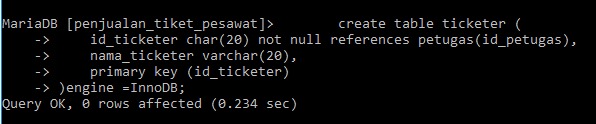 MariaDB [penjualan_tiket_pesawat]> create table ticketer (
-> id_ticketer char(20) not null references petugas(id_petugas),
-> nama_ticketer varchar(20),
-> primary key (id_ticketer)
-> )engine =InnoDB;
Query OK, 0 rows affected (0.234 sec)